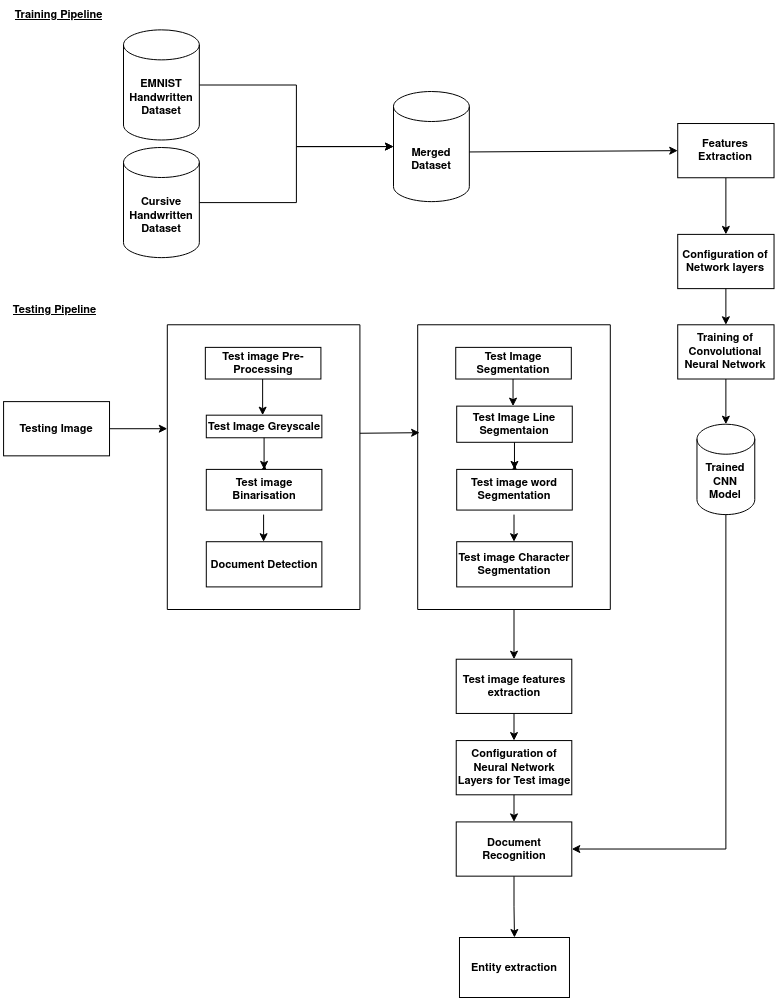 Training Pipeline
EMNIST
Handwritten
Dataset
Cursive
Handwritten
Dataset
Merged
Dataset
Features
Extraction
Configuration of
Network layers
Training of
Convolutional
Neural Network
Trained
CNN
Model
Testing Pipeline
Testing Image
Test image Pre-
Processing
Test Image Greyscale
Test image
Binarisation
Document Detection
Test Image
Segmentation
Test Image Line
Segmentaion
Test image word
Segmentation
Test image Character
Segmentation
Test image features
extraction
Configuration of
Neural Network
Layers for Test image
Document
Recognition
Entity extraction